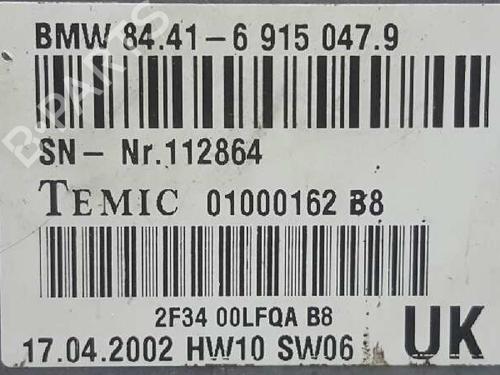 BMW 84.41-6 915 047.9
SN- Nr.112864
TEMIC 01000162 B8
2F34 00LFQA B8
17.04.2002 HW10 SW06 UK
B-PARTS